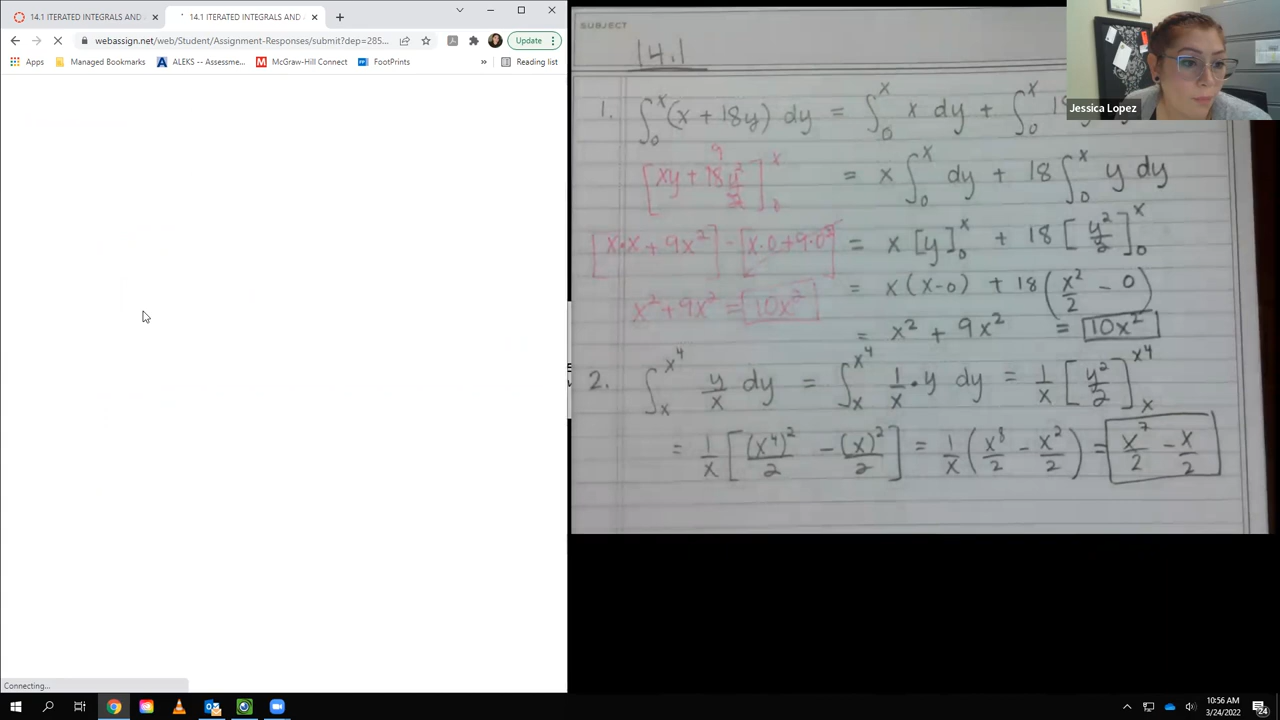 14.1 ITERATED INTEGRALS AND
14.1 ITERATED INTEGRALS AND
webassign.net/web/Student/Assignment-Responses/submit?dep=285...
Update
Apps
Managed Bookmarks
ALEKS -- Assessme...
McGraw-Hill Connect
FootPrints
»
Reading list
Connecting...
SUBJECT
14.1
Jessica Lopez
1. ∫₀ˣ (x + 18y) dy = ∫₀ˣ x dy + ∫₀ˣ
= x ∫₀ˣ dy + 18 ∫₀ˣ y dy
[xy + 18 y²/2]₀ˣ 9
= x [y]₀ˣ + 18 [y²/2]₀ˣ
[x·x + 9x²] - [x·0 + 9·0²]
= x(x-0) + 18 (x²/2 - 0)
x² + 9x² = 10x²
= x² + 9x² = 10x²
2. ∫ₓ^x⁴ y/x dy = ∫ₓ^x⁴ 1/x · y dy = 1/x [y²/2]ₓ^x⁴
= 1/x [(x⁴)²/2 - (x)²/2] = 1/x (x⁸/2 - x²/2) = x⁷/2 - x/2
10:56 AM
3/24/2022
24